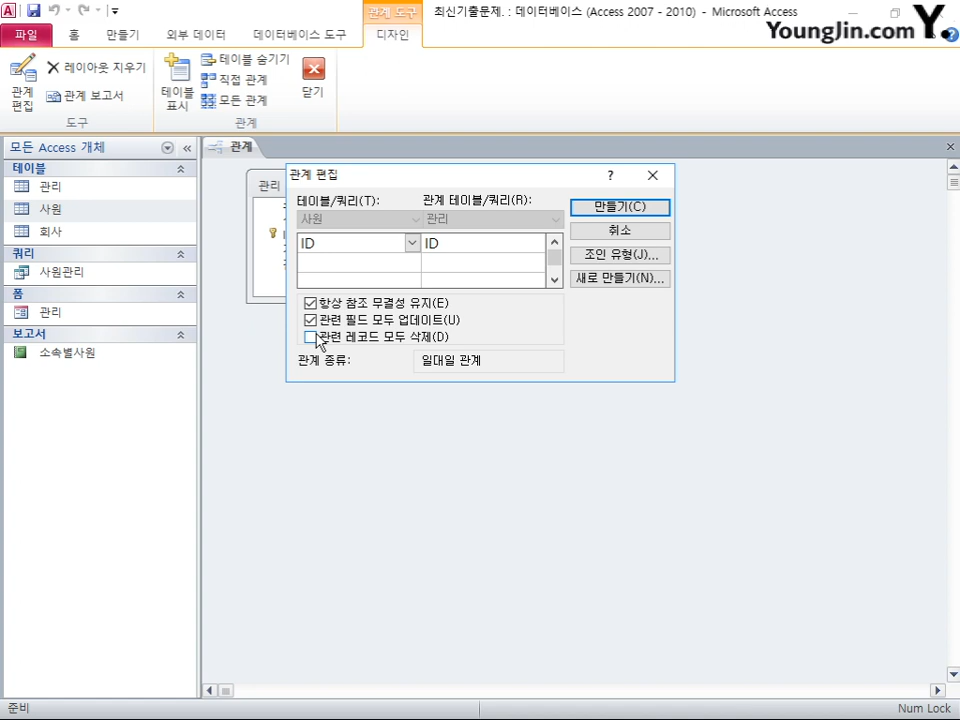 관계 도구
최신기출문제. : 데이터베이스 (Access 2007 - 2010) - Microsoft Access
YoungJin.com Y.
파일 홈 만들기 외부 데이터 데이터베이스 도구 디자인
관계 편집
레이아웃 지우기
관계 보고서
도구
테이블 표시
테이블 숨기기
직접 관계
모든 관계
관계
닫기
모든 Access 개체
테이블
관리
사원
회사
쿼리
사원관리
폼
관리
보고서
소속별사원
관계
관리
관계 편집
테이블/쿼리(T): 관계 테이블/쿼리(R):
사원 관리
ID ID
만들기(C)
취소
조인 유형(J)...
새로 만들기(N)...
항상 참조 무결성 유지(E)
관련 필드 모두 업데이트(U)
관련 레코드 모두 삭제(D)
관계 종류: 일대일 관계
준비 Num Lock